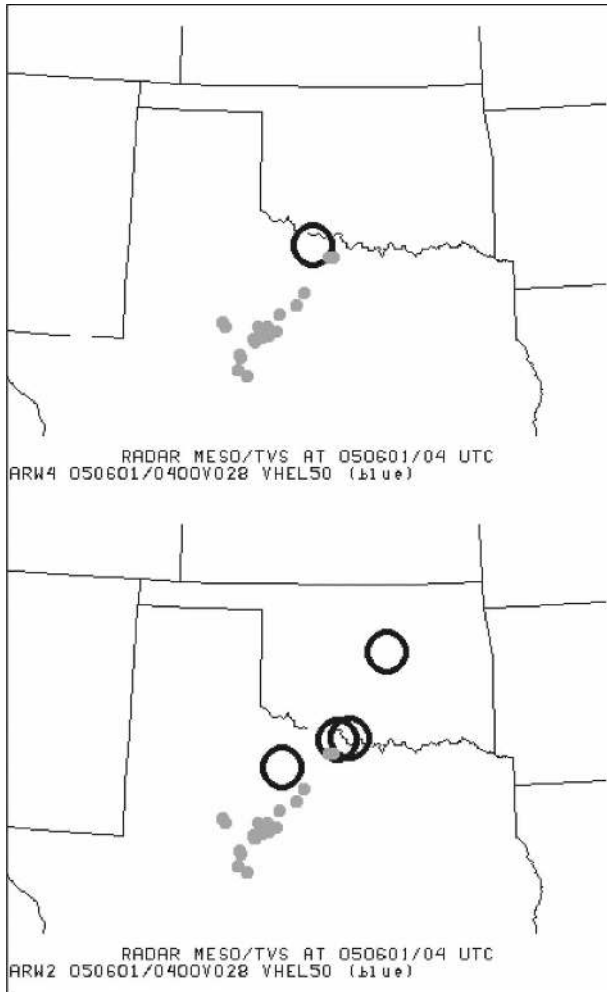 RADAR MESO/TVS AT 050601/04 UTC
ARW4 050601/0400V028 VHEL50 (blue)
RADAR MESO/TVS AT 050601/04 UTC
ARW2 050601/0400V028 VHEL50 (blue)